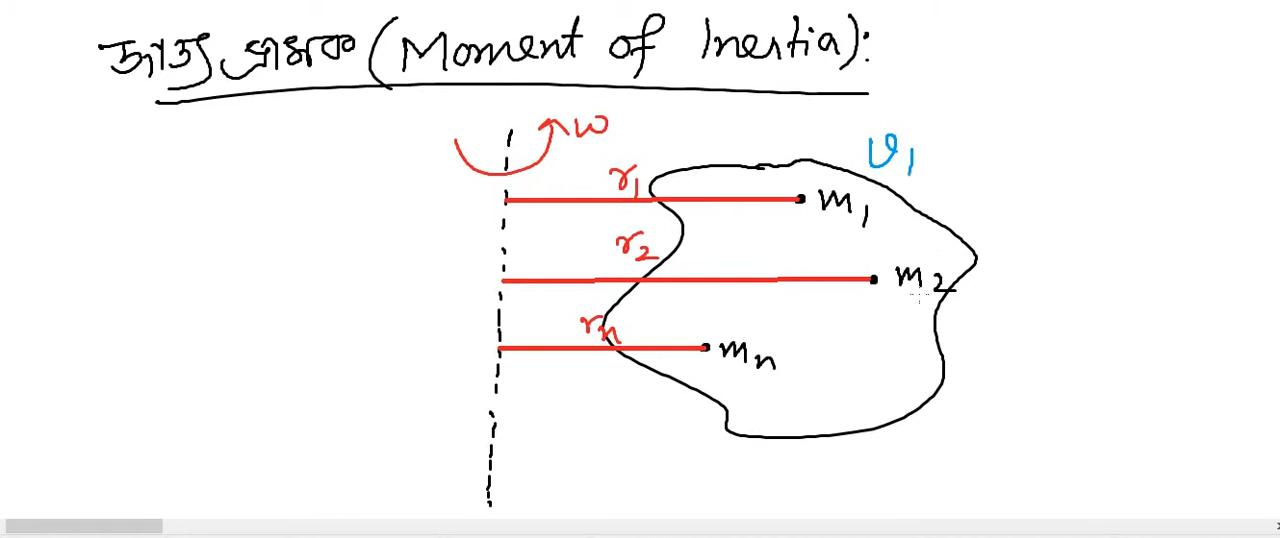 জড়তার ভ্রামক (Moment of Inertia):
ω
v1
r1
m1
r2
m2
rn
mn